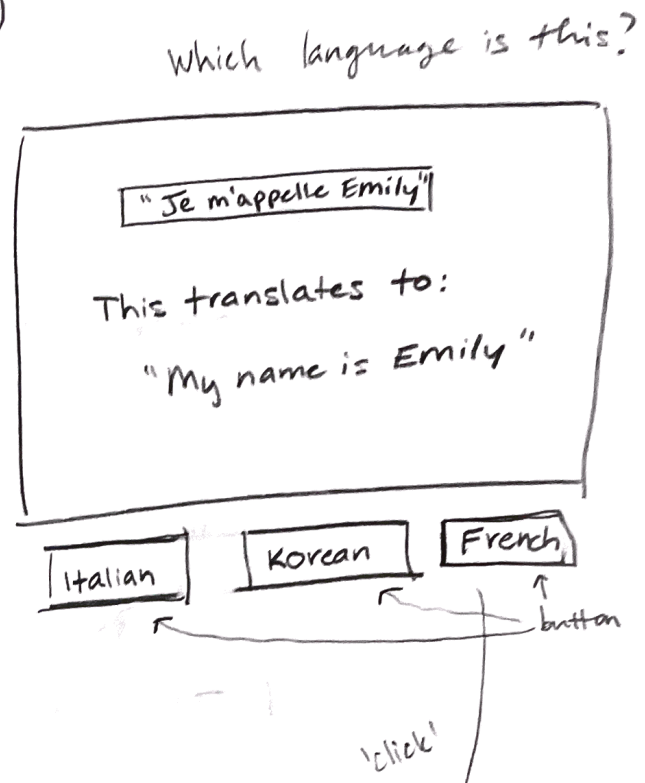 Which language is this?
"Je m'appelle Emily"
This translates to:
"My name is Emily"
Italian
Korean
French
button
'click'